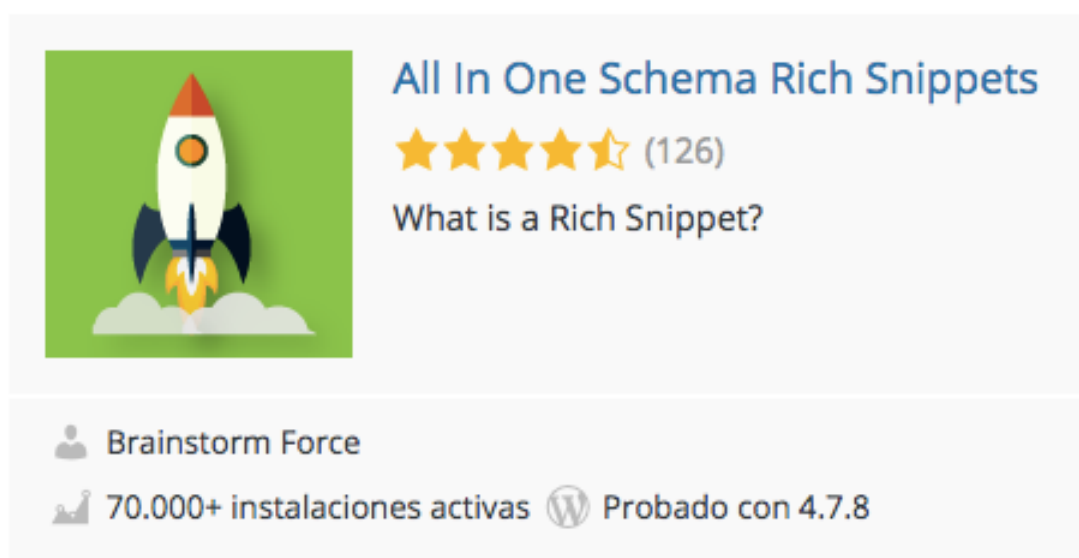 All In One Schema Rich Snippets
(126)
What is a Rich Snippet?
Brainstorm Force
70.000+ instalaciones activas Probado con 4.7.8